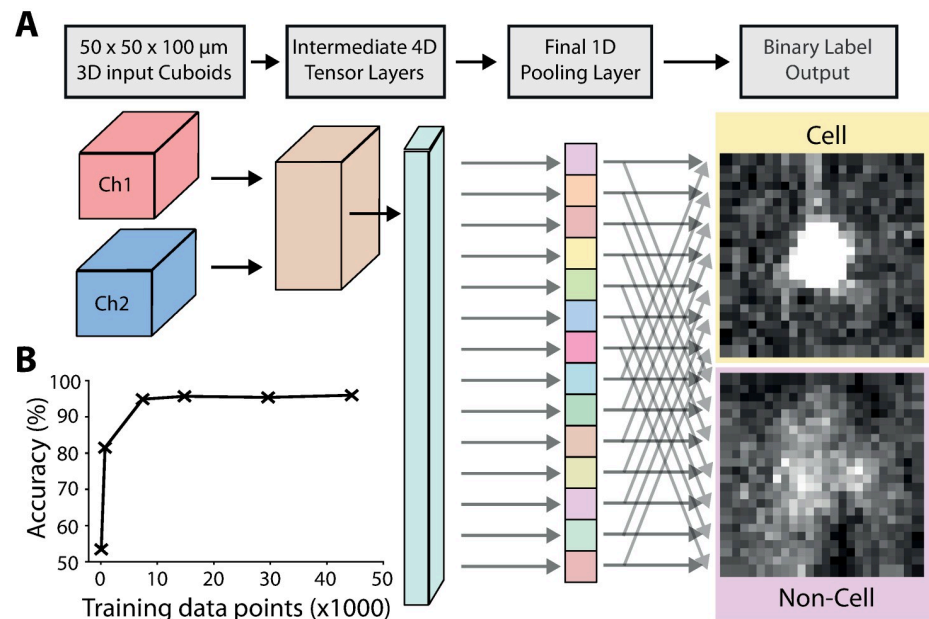 A
50 x 50 x 100 µm
3D input Cuboids
Intermediate 4D
Tensor Layers
Final 1D
Pooling Layer
Binary Label
Output
Ch1
Ch2
Cell
Non-Cell
B
Accuracy (%)
100
90
80
70
60
50
0
10
20
30
40
50
Training data points (x1000)